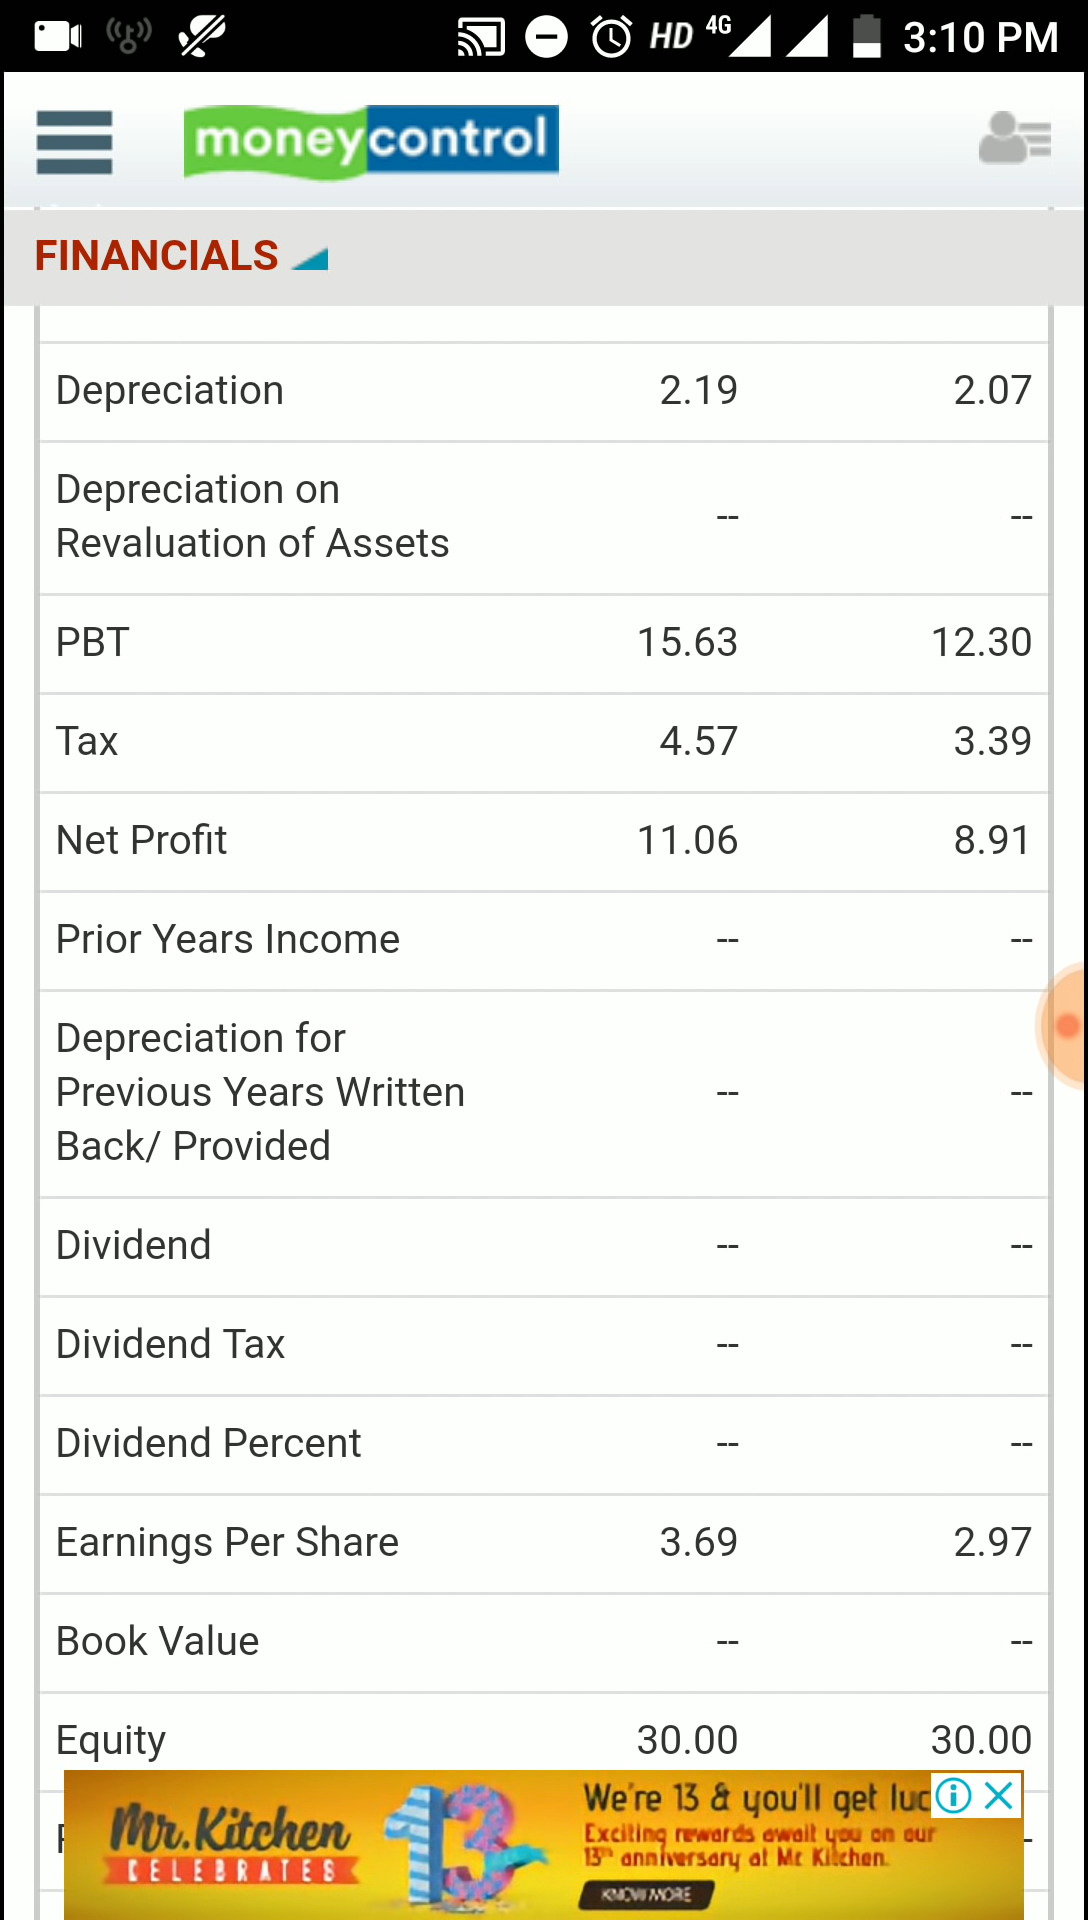 HD 4G 3:10 PM
moneycontrol
FINANCIALS
Depreciation 2.19 2.07
Depreciation on
Revaluation of Assets -- --
PBT 15.63 12.30
Tax 4.57 3.39
Net Profit 11.06 8.91
Prior Years Income -- --
Depreciation for
Previous Years Written
Back/ Provided -- --
Dividend -- --
Dividend Tax -- --
Dividend Percent -- --
Earnings Per Share 3.69 2.97
Book Value -- --
Equity 30.00 30.00
Mr.Kitchen
CELEBRATES
13
We're 13 & you'll get luc
Exciting rewards await you on our
13th anniversary at Mr. Kitchen.
KNOW MORE